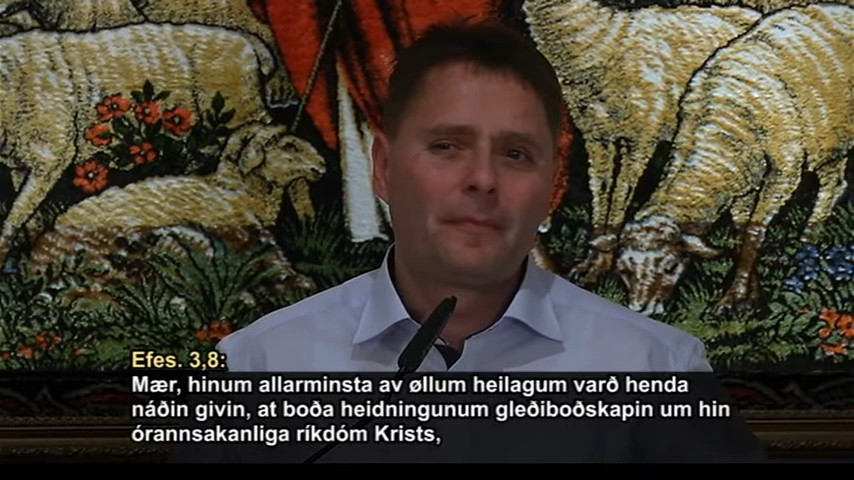 Efes. 3,8:
Mær, hinum allarminsta av øllum heilagum varð henda
náðin givin, at boða heidningunum gleðiboðskapin um hin
órannsakanliga ríkdóm Krists,